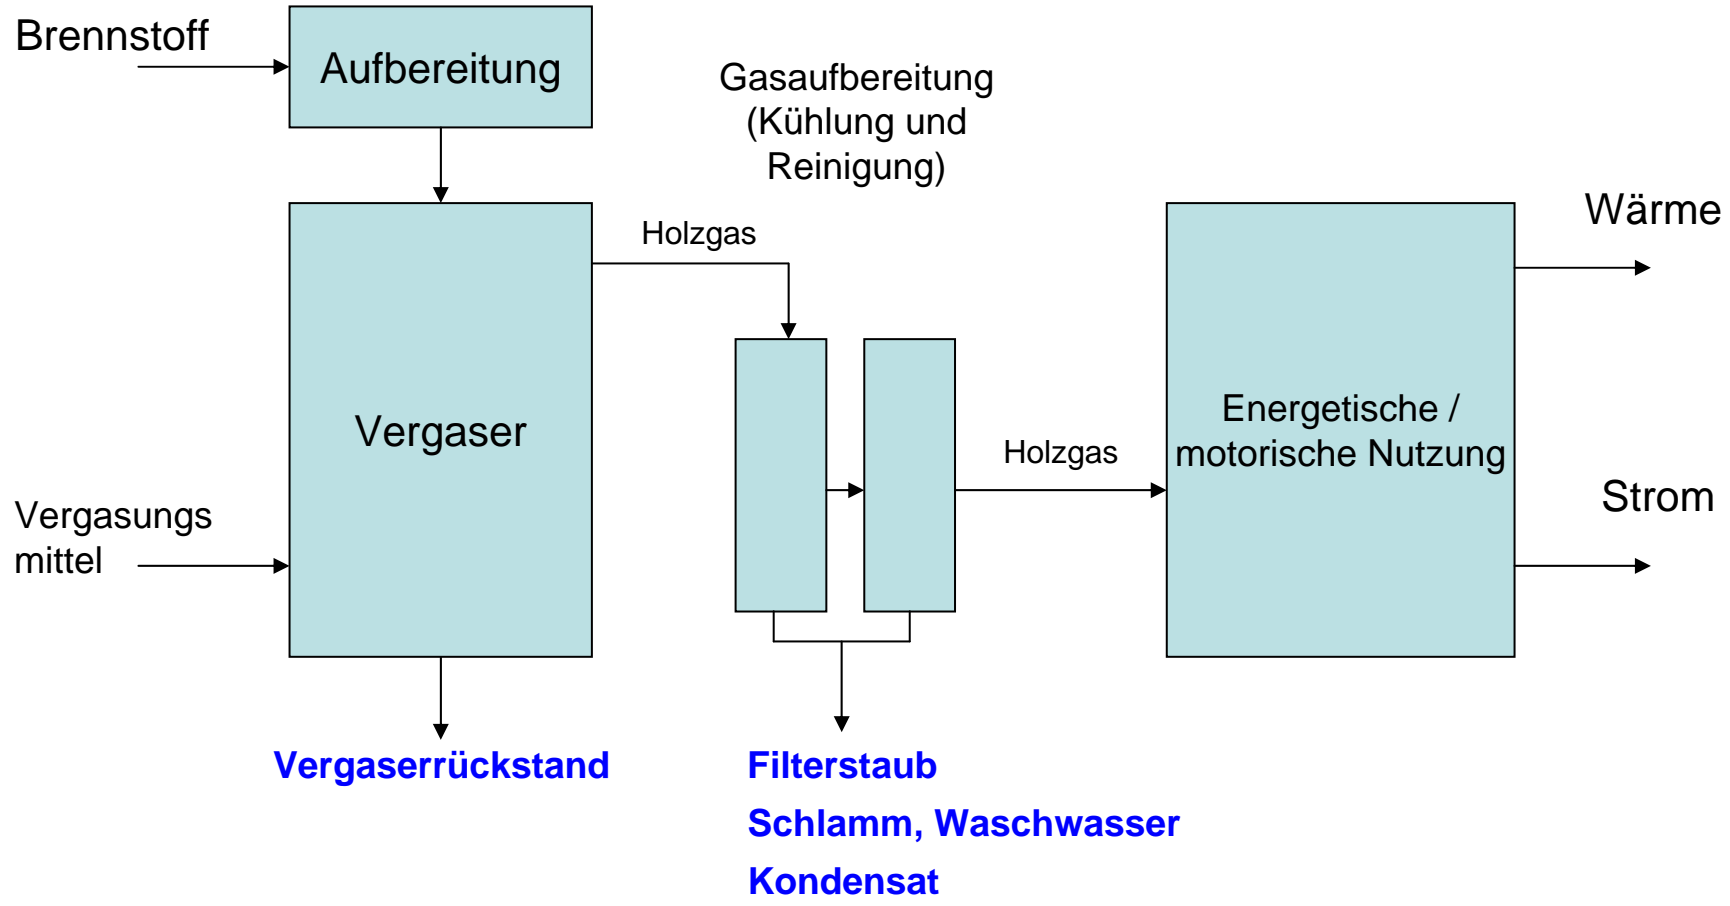 Brennstoff
Aufbereitung
Gasaufbereitung
(Kühlung und
Reinigung)
Wärme
Holzgas
Vergaser
Energetische /
motorische Nutzung
Holzgas
Strom
Vergasungs
mittel
Vergaserrückstand
Filterstaub
Schlamm, Waschwasser
Kondensat